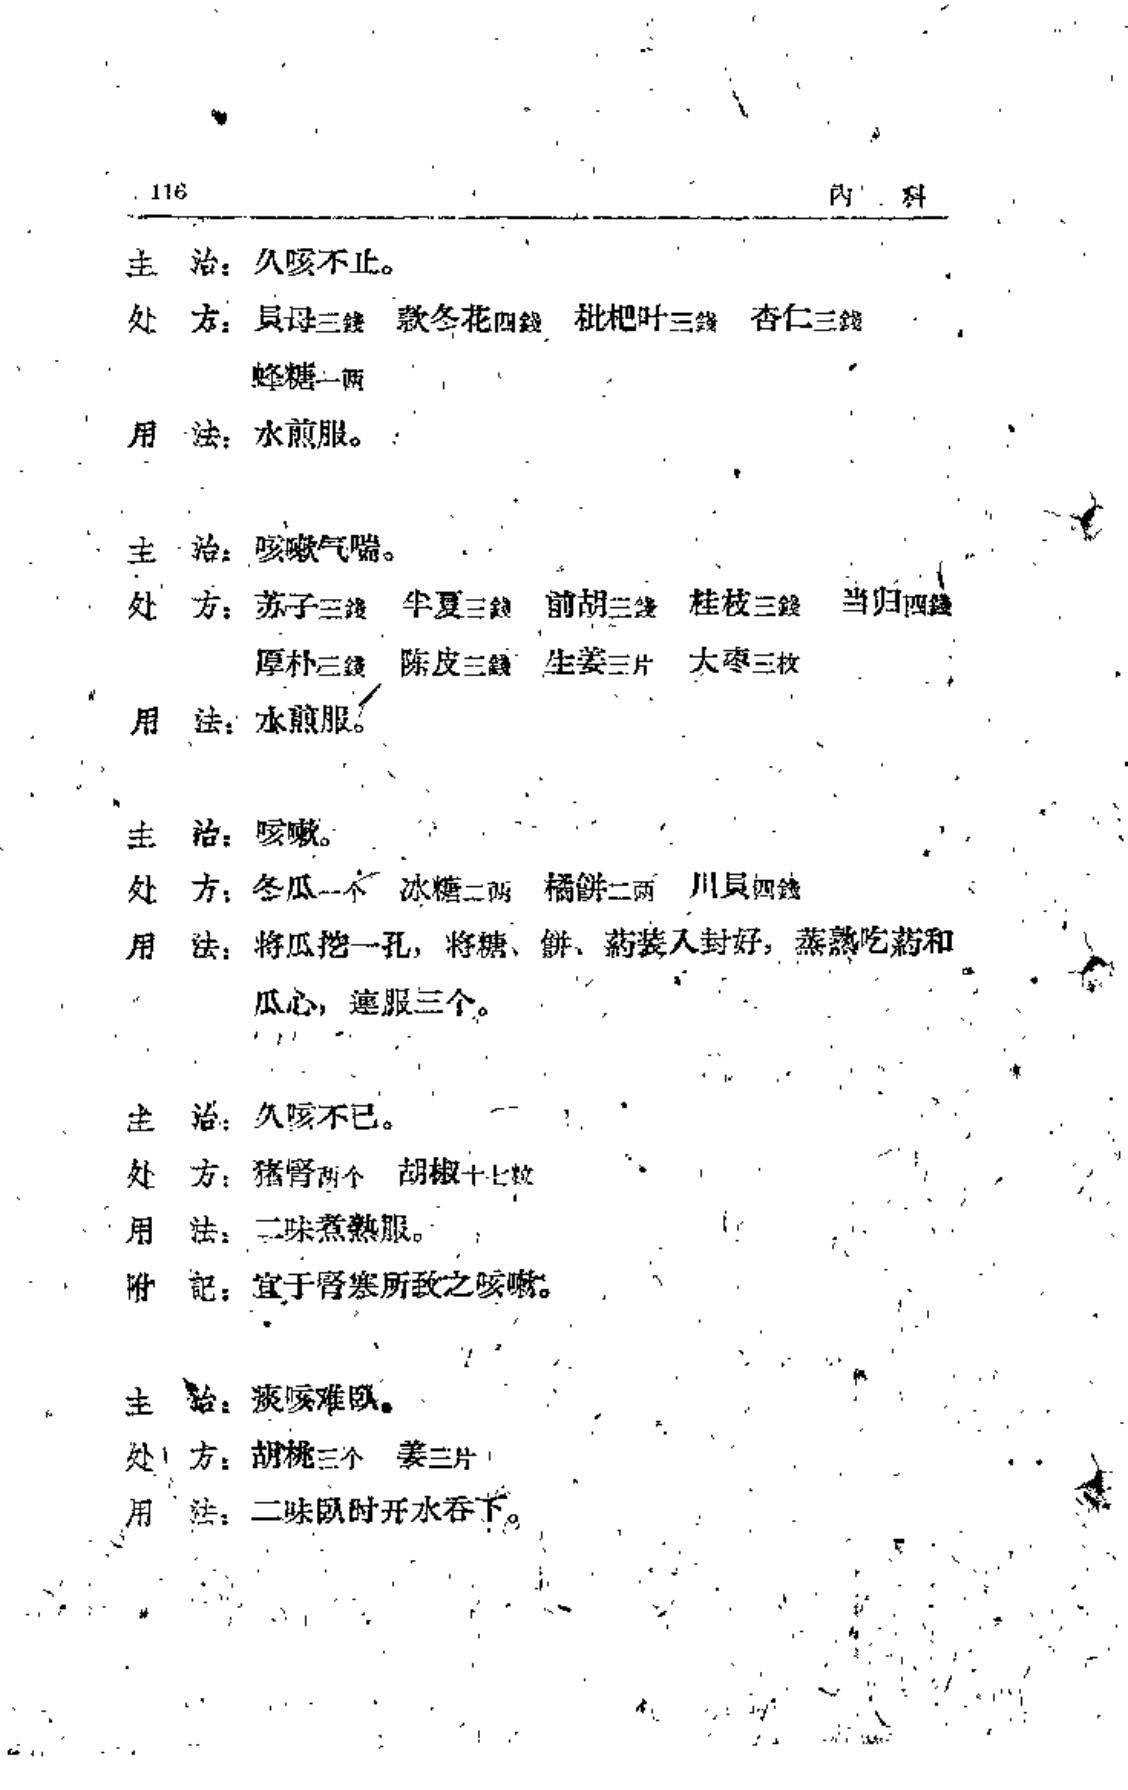 116 內科
主治：久咳不止。
处方：貝母三錢 款冬花四錢 枇杷叶三錢 杏仁三錢
蜂糖一两
用法：水煎服。
主治：咳嗽气喘。
处方：苏子三錢 半夏三錢 前胡三錢 桂枝三錢 当归四錢
厚朴三錢 陈皮三錢 生姜三片 大枣三枚
用法：水煎服。
主治：咳嗽。
处方：冬瓜一个 冰糖二两 橘餅二两 川貝四錢
用法：将瓜挖一孔，将糖、餅、葯装入封好，蒸熟吃葯和
瓜心，連服三个。
主治：久咳不已。
处方：猪腎两个 胡椒十七粒
用法：二味煮熟服。
附記：宜于腎寒所致之咳嗽。
主治：痰咳难臥。
处方：胡桃三个 姜三片
用法：二味臥时开水吞下。